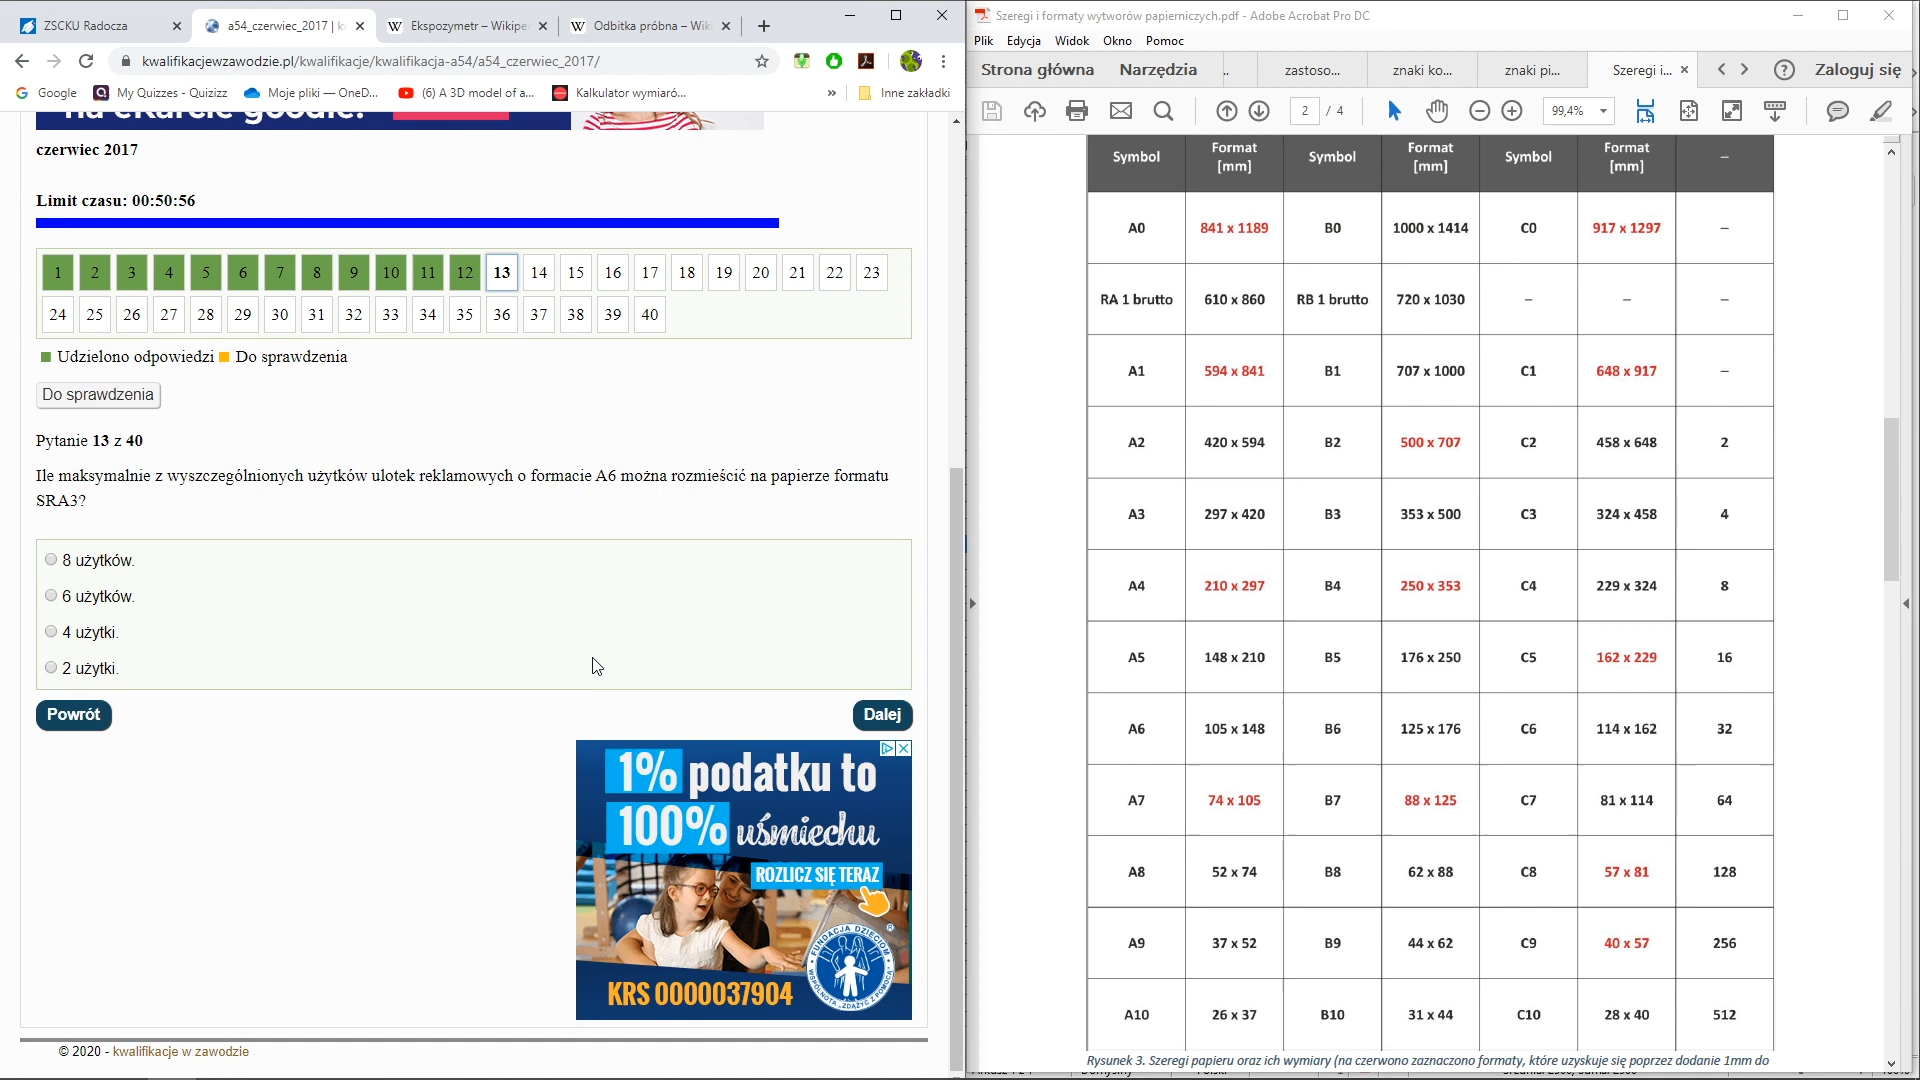 ZSCKU Radocza
a54_czerwiec_2017 | k
Ekspozymetr – Wikipe
Odbitka próbna – Wik
kwalifikacjewzawodzie.pl/kwalifikacje/kwalifikacja-a54/a54_czerwiec_2017/
Google
My Quizzes - Quizizz
Moje pliki — OneD...
(6) A 3D model of a...
Kalkulator wymiaró...
»
Inne zakładki
na ekarcie goodie.
czerwiec 2017
Limit czasu: 00:50:56
1 2 3 4 5 6 7 8 9 10 11 12 13 14 15 16 17 18 19 20 21 22 23
24 25 26 27 28 29 30 31 32 33 34 35 36 37 38 39 40
Udzielono odpowiedzi Do sprawdzenia
Do sprawdzenia
Pytanie 13 z 40
Ile maksymalnie z wyszczególnionych użytków ulotek reklamowych o formacie A6 można rozmieścić na papierze formatu
SRA3?
8 użytków.
6 użytków.
4 użytki.
2 użytki.
Powrót
Dalej
1% podatku to
100% uśmiechu
ROZLICZ SIĘ TERAZ
FUNDACJA DZIECIOM
"ZDĄŻYĆ Z POMOCĄ"
KRS 0000037904
© 2020 - kwalifikacje w zawodzie
Szeregi i formaty wytworów papierniczych.pdf - Adobe Acrobat Pro DC
Plik Edycja Widok Okno Pomoc
Strona główna Narzędzia .. zastoso... znaki ko... znaki pi... Szeregi i... Zaloguj się
2 / 4 99,4%
Symbol Format [mm] Symbol Format [mm] Symbol Format [mm] –
A0 841 x 1189 B0 1000 x 1414 C0 917 x 1297 –
RA 1 brutto 610 x 860 RB 1 brutto 720 x 1030 – – –
A1 594 x 841 B1 707 x 1000 C1 648 x 917 –
A2 420 x 594 B2 500 x 707 C2 458 x 648 2
A3 297 x 420 B3 353 x 500 C3 324 x 458 4
A4 210 x 297 B4 250 x 353 C4 229 x 324 8
A5 148 x 210 B5 176 x 250 C5 162 x 229 16
A6 105 x 148 B6 125 x 176 C6 114 x 162 32
A7 74 x 105 B7 88 x 125 C7 81 x 114 64
A8 52 x 74 B8 62 x 88 C8 57 x 81 128
A9 37 x 52 B9 44 x 62 C9 40 x 57 256
A10 26 x 37 B10 31 x 44 C10 28 x 40 512
Rysunek 3. Szeregi papieru oraz ich wymiary (na czerwono zaznaczono formaty, które uzyskuje się poprzez dodanie 1mm do